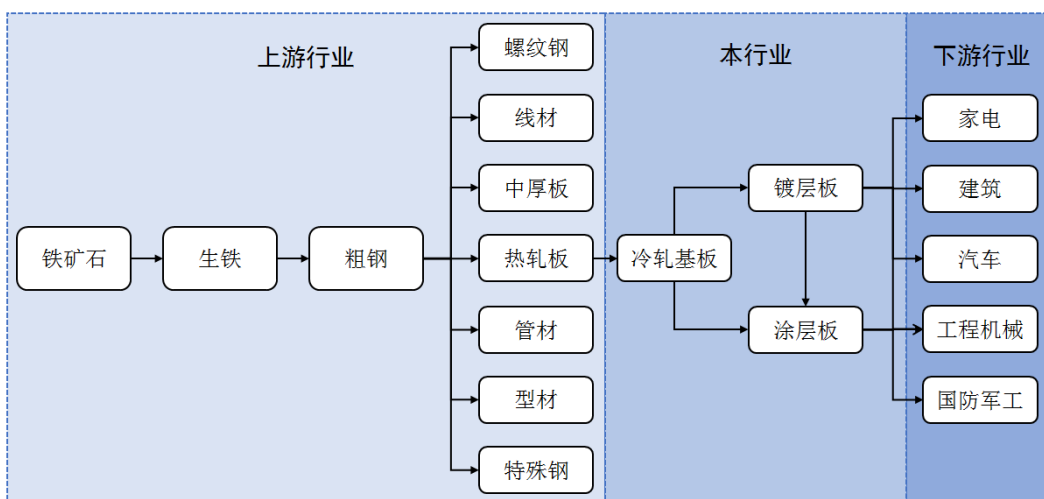 上游行业
本行业
下游行业
铁矿石
生铁
粗钢
螺纹钢
线材
中厚板
热轧板
管材
型材
特殊钢
冷轧基板
镀层板
涂层板
家电
建筑
汽车
工程机械
国防军工